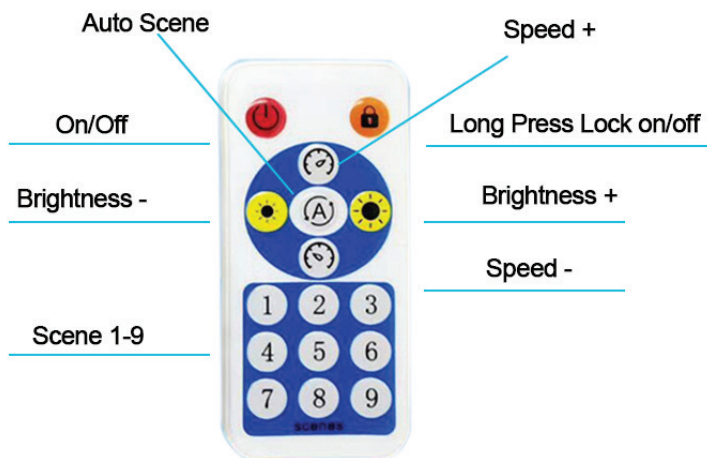 Auto Scene
Speed +
On/Off
Long Press Lock on/off
Brightness -
A
Brightness +
Speed -
1 2 3
Scene 1-9
4 5 6
7 8 9
scenes